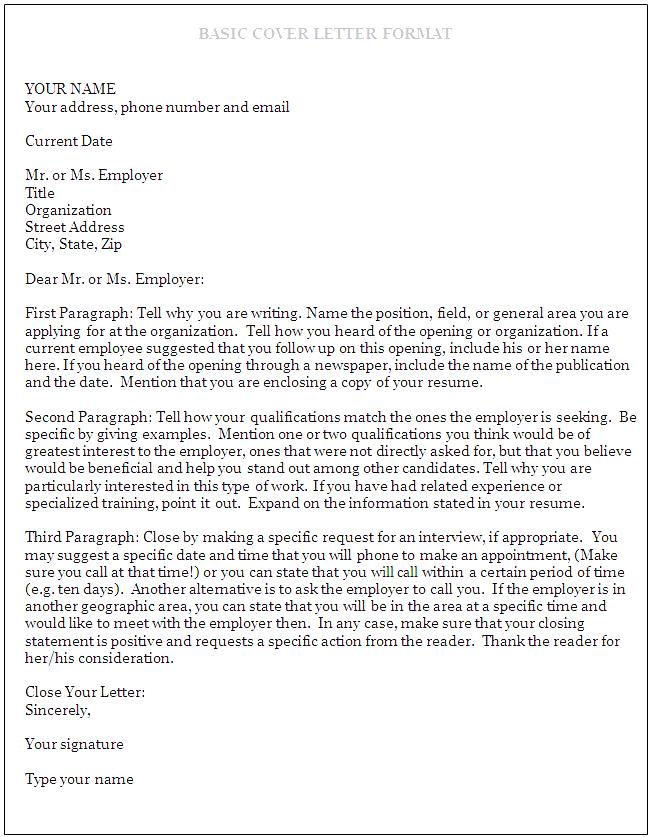 BASIC COVER LETTER FORMAT
YOUR NAME
Your address, phone number and email
Current Date
Mr. or Ms. Employer
Title
Organization
Street Address
City, State, Zip
Dear Mr. or Ms. Employer:
First Paragraph: Tell why you are writing. Name the position, field, or general area you are
applying for at the organization. Tell how you heard of the opening or organization. If a
current employee suggested that you follow up on this opening, include his or her name
here. If you heard of the opening through a newspaper, include the name of the publication
and the date. Mention that you are enclosing a copy of your resume.
Second Paragraph: Tell how your qualifications match the ones the employer is seeking. Be
specific by giving examples. Mention one or two qualifications you think would be of
greatest interest to the employer, ones that were not directly asked for, but that you believe
would be beneficial and help you stand out among other candidates. Tell why you are
particularly interested in this type of work. If you have had related experience or
specialized training, point it out. Expand on the information stated in your resume.
Third Paragraph: Close by making a specific request for an interview, if appropriate. You
may suggest a specific date and time that you will phone to make an appointment, (Make
sure you call at that time!) or you can state that you will call within a certain period of time
(e.g. ten days). Another alternative is to ask the employer to call you. If the employer is in
another geographic area, you can state that you will be in the area at a specific time and
would like to meet with the employer then. In any case, make sure that your closing
statement is positive and requests a specific action from the reader. Thank the reader for
her/his consideration.
Close Your Letter:
Sincerely,
Your signature
Type your name